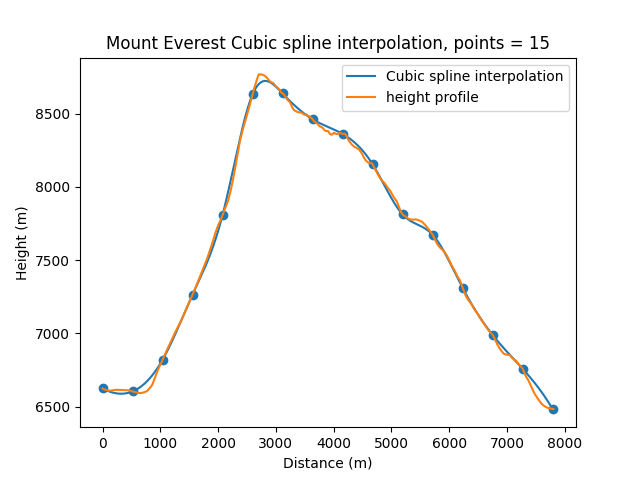 Mount Everest Cubic spline interpolation, points = 15
Cubic spline interpolation
height profile
Height (m)
8500
8000
7500
7000
6500
0 1000 2000 3000 4000 5000 6000 7000 8000
Distance (m)